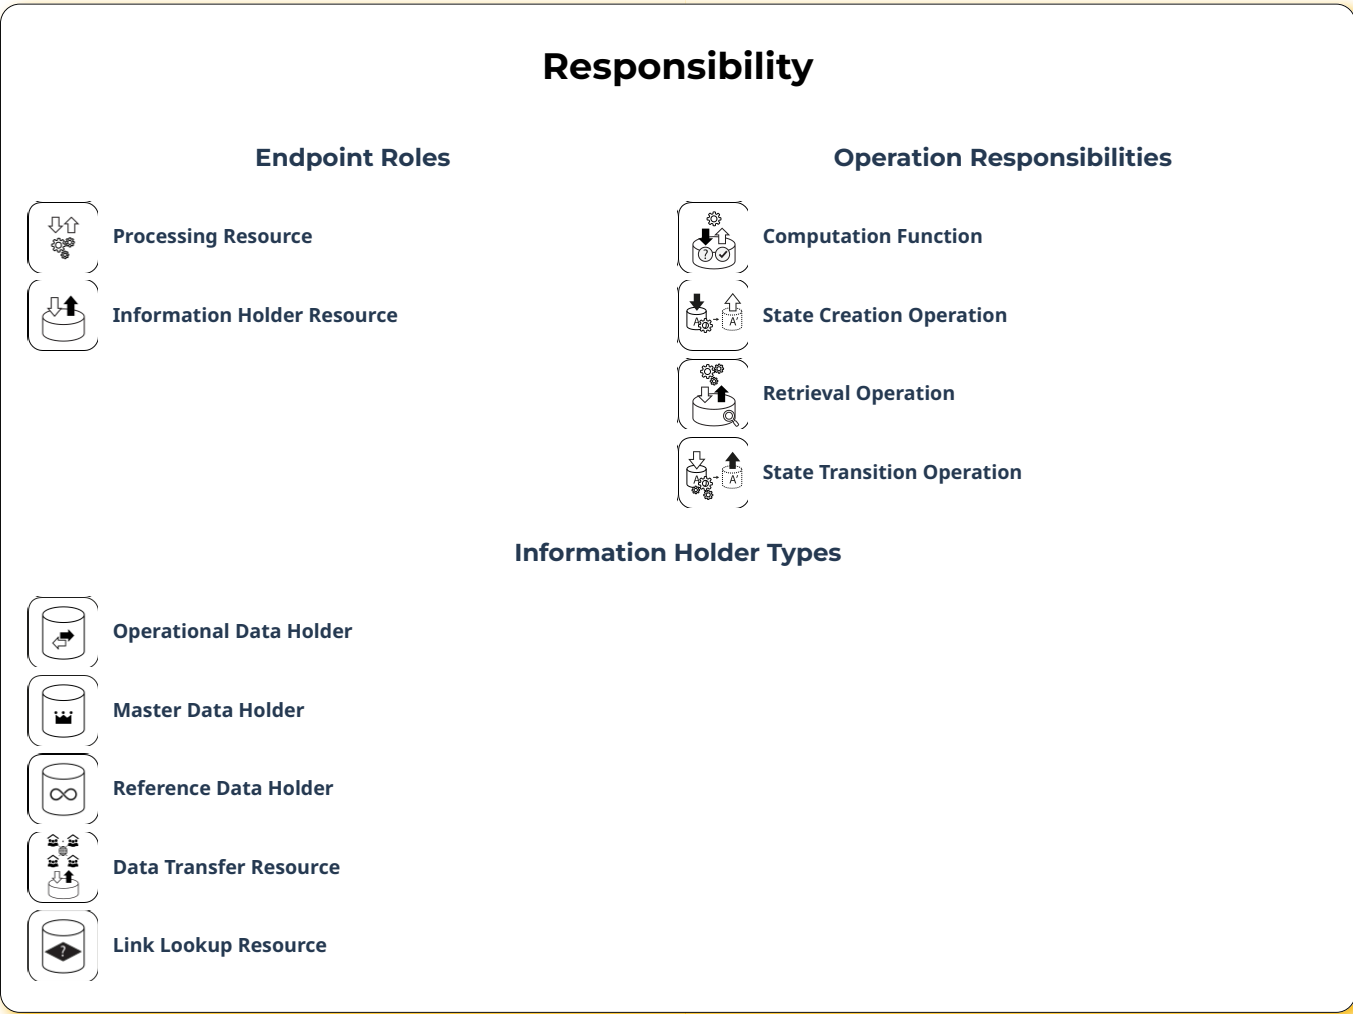 Responsibility
Endpoint Roles
Processing Resource
Information Holder Resource
Operation Responsibilities
?
Computation Function
A
A'
State Creation Operation
Retrieval Operation
A
A'
State Transition Operation
Information Holder Types
Operational Data Holder
Master Data Holder
Reference Data Holder
Data Transfer Resource
?
Link Lookup Resource